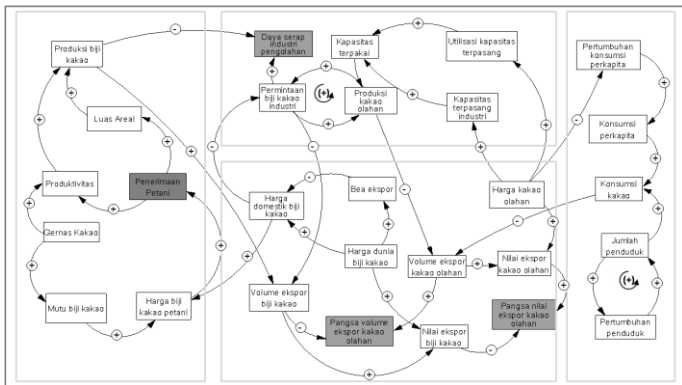 Produksi biji
kakao
Luas Areal
Produktivitas
Penerimaan
Petani
Gernas Kakao
Mutu biji kakao
Harga biji
kakao petani
Daya serap
industri
pengolahan
Kapasitas
terpakai
Utilisasi kapasitas
terpasang
Permintaan
biji kakao
industri
(+)
Produksi
kakao olahan
Kapasitas
terpasang
industri
Harga kakao
olahan
Bea ekspor
Harga
domestik biji
kakao
Harga dunia
biji kakao
Volume ekspor
kakao olahan
Nilai ekspor
kakao olahan
Volume ekspor
biji kakao
Pangsa volume
ekspor kakao
olahan
Nilai ekspor
biji kakao
Pangsa nilai
ekspor kakao
olahan
Pertumbuhan
konsumsi
perkapita
Konsumsi
perkapita
Konsumsi
kakao
Jumlah
penduduk
(+)
Pertumbuhan
penduduk